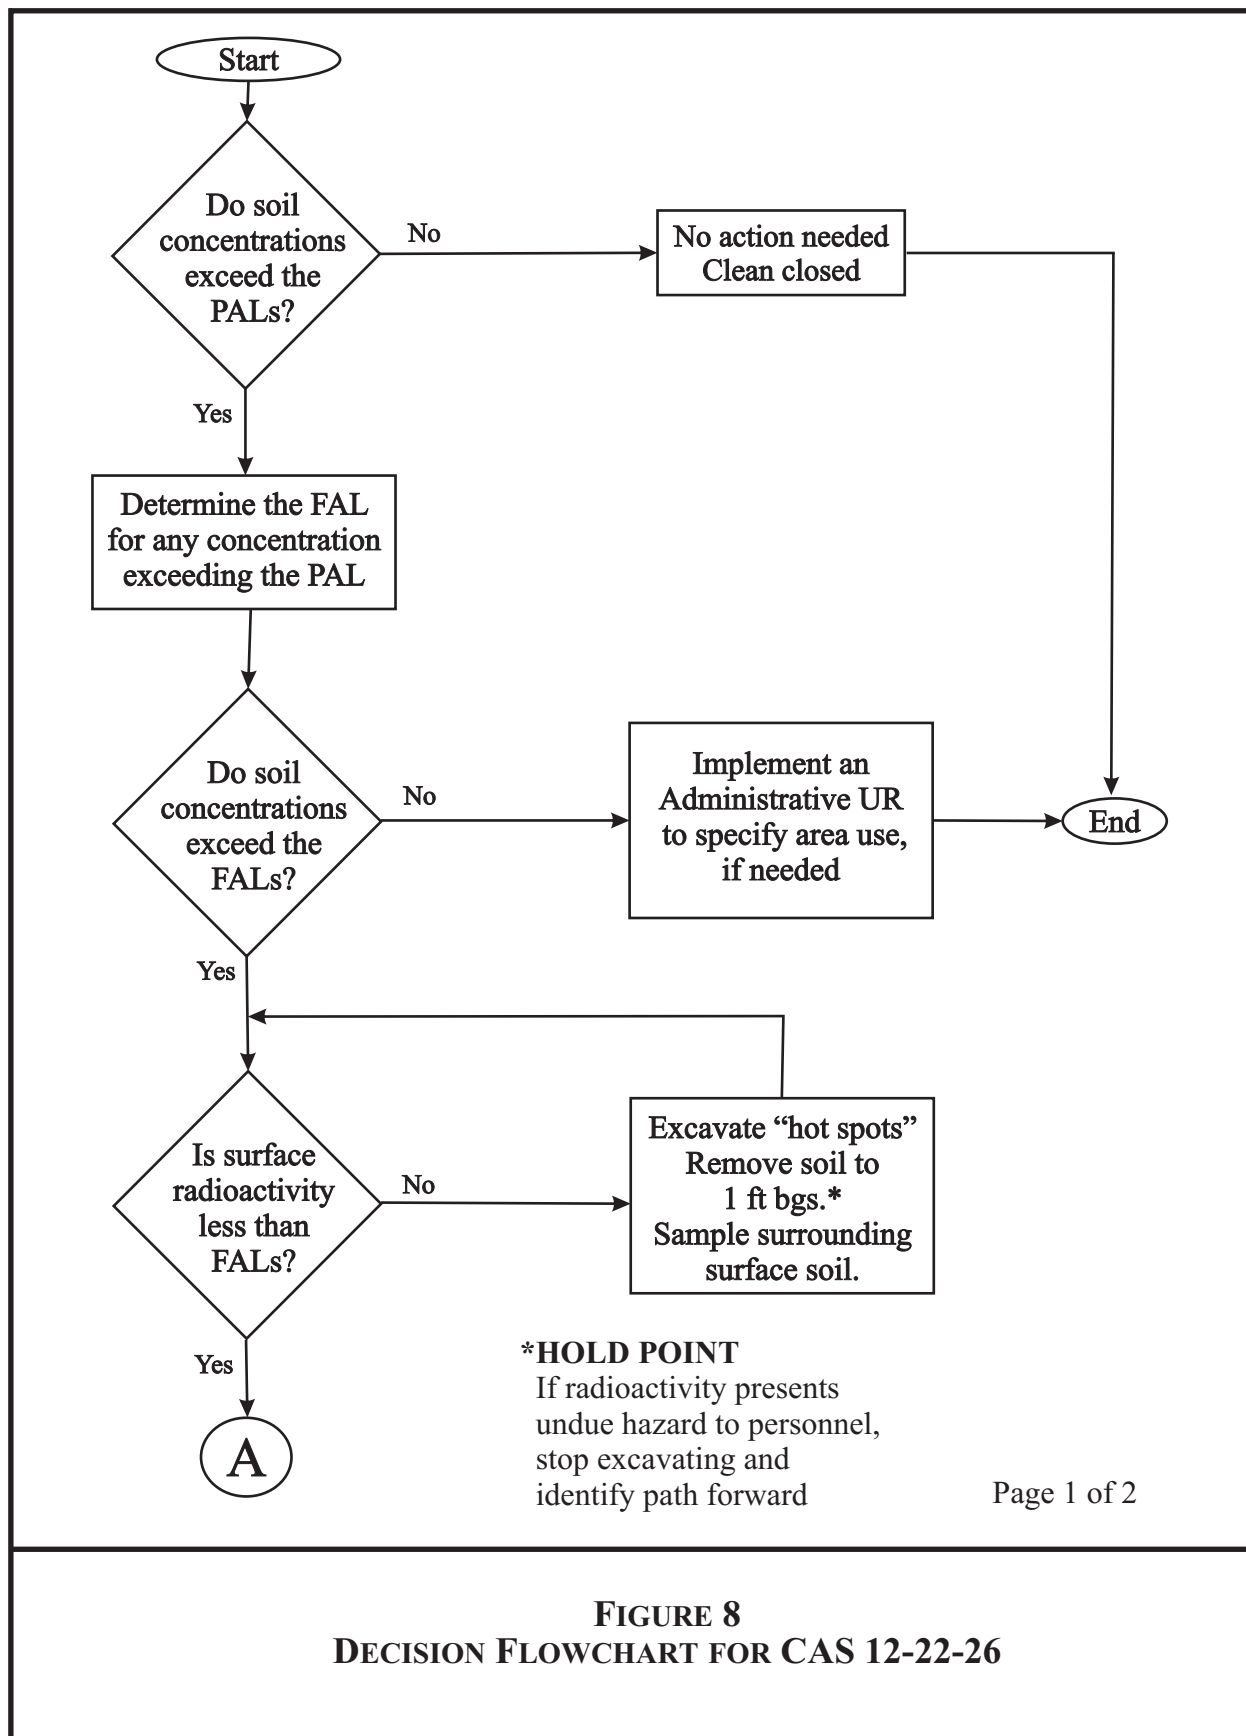 Start
Do soil
concentrations
exceed the
PALs?
No
No action needed
Clean closed
Yes
Determine the FAL
for any concentration
exceeding the PAL
Do soil
concentrations
exceed the
FALs?
No
Implement an
Administrative UR
to specify area use,
if needed
End
Yes
Is surface
radioactivity
less than
FALs?
No
Excavate “hot spots”
Remove soil to
1 ft bgs.*
Sample surrounding
surface soil.
Yes
A
*HOLD POINT
If radioactivity presents
undue hazard to personnel,
stop excavating and
identify path forward
Page 1 of 2
FIGURE 8
DECISION FLOWCHART FOR CAS 12-22-26